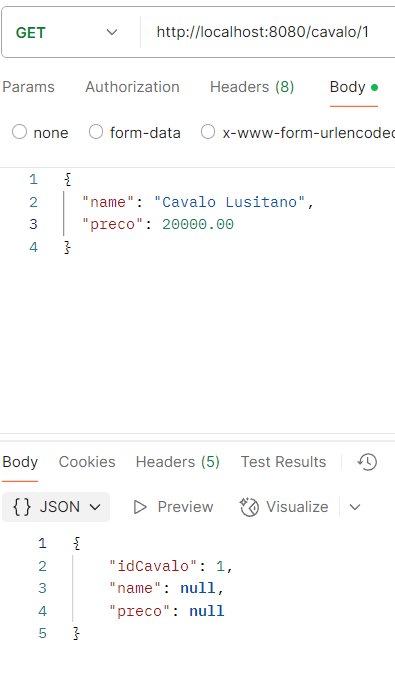 GET http://localhost:8080/cavalo/1
Params Authorization Headers (8) Body
none form-data x-www-form-urlencoded
1 {
2 "name": "Cavalo Lusitano",
3 "preco": 20000.00
4 }
Body Cookies Headers (5) Test Results
{} JSON Preview Visualize
1 {
2 "idCavalo": 1,
3 "name": null,
4 "preco": null
5 }